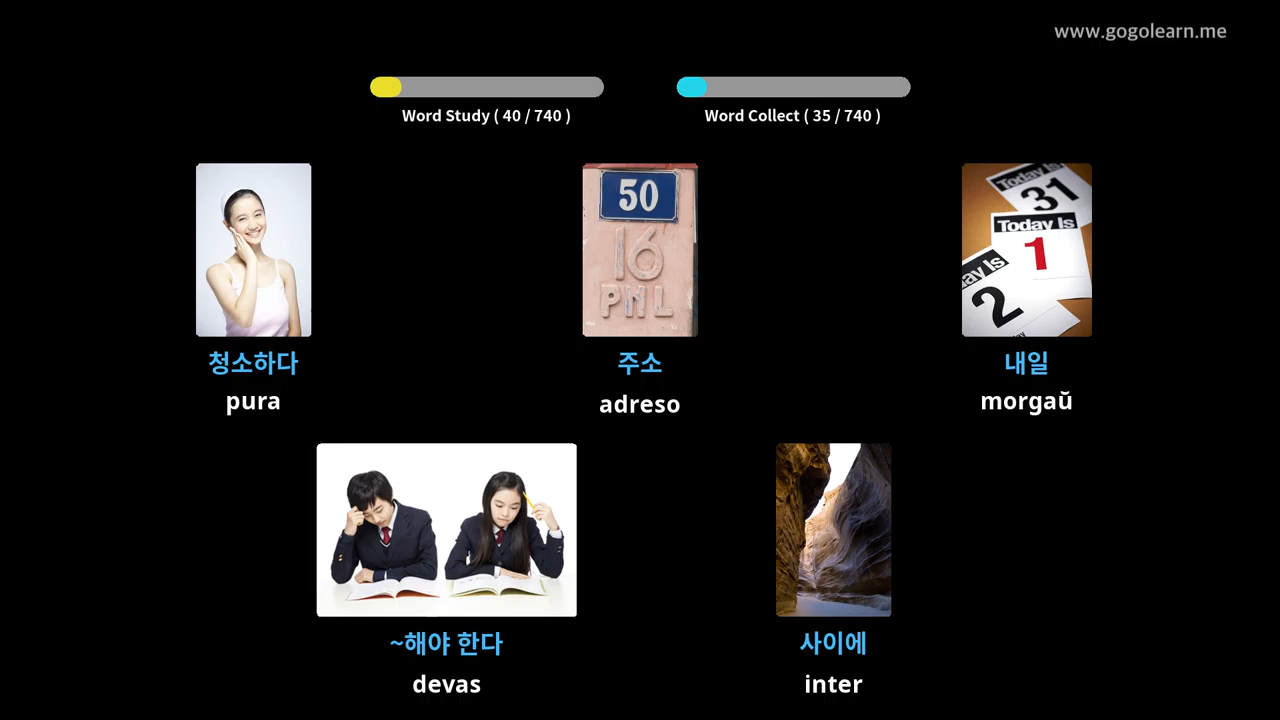 www.gogolearn.me
Word Study ( 40 / 740 )
Word Collect ( 35 / 740 )
50
16
PHL
Today Is
31
Today Is
1
ay Is
2
청소하다
주소
내일
pura
adreso
morgaŭ
~해야 한다
사이에
devas
inter